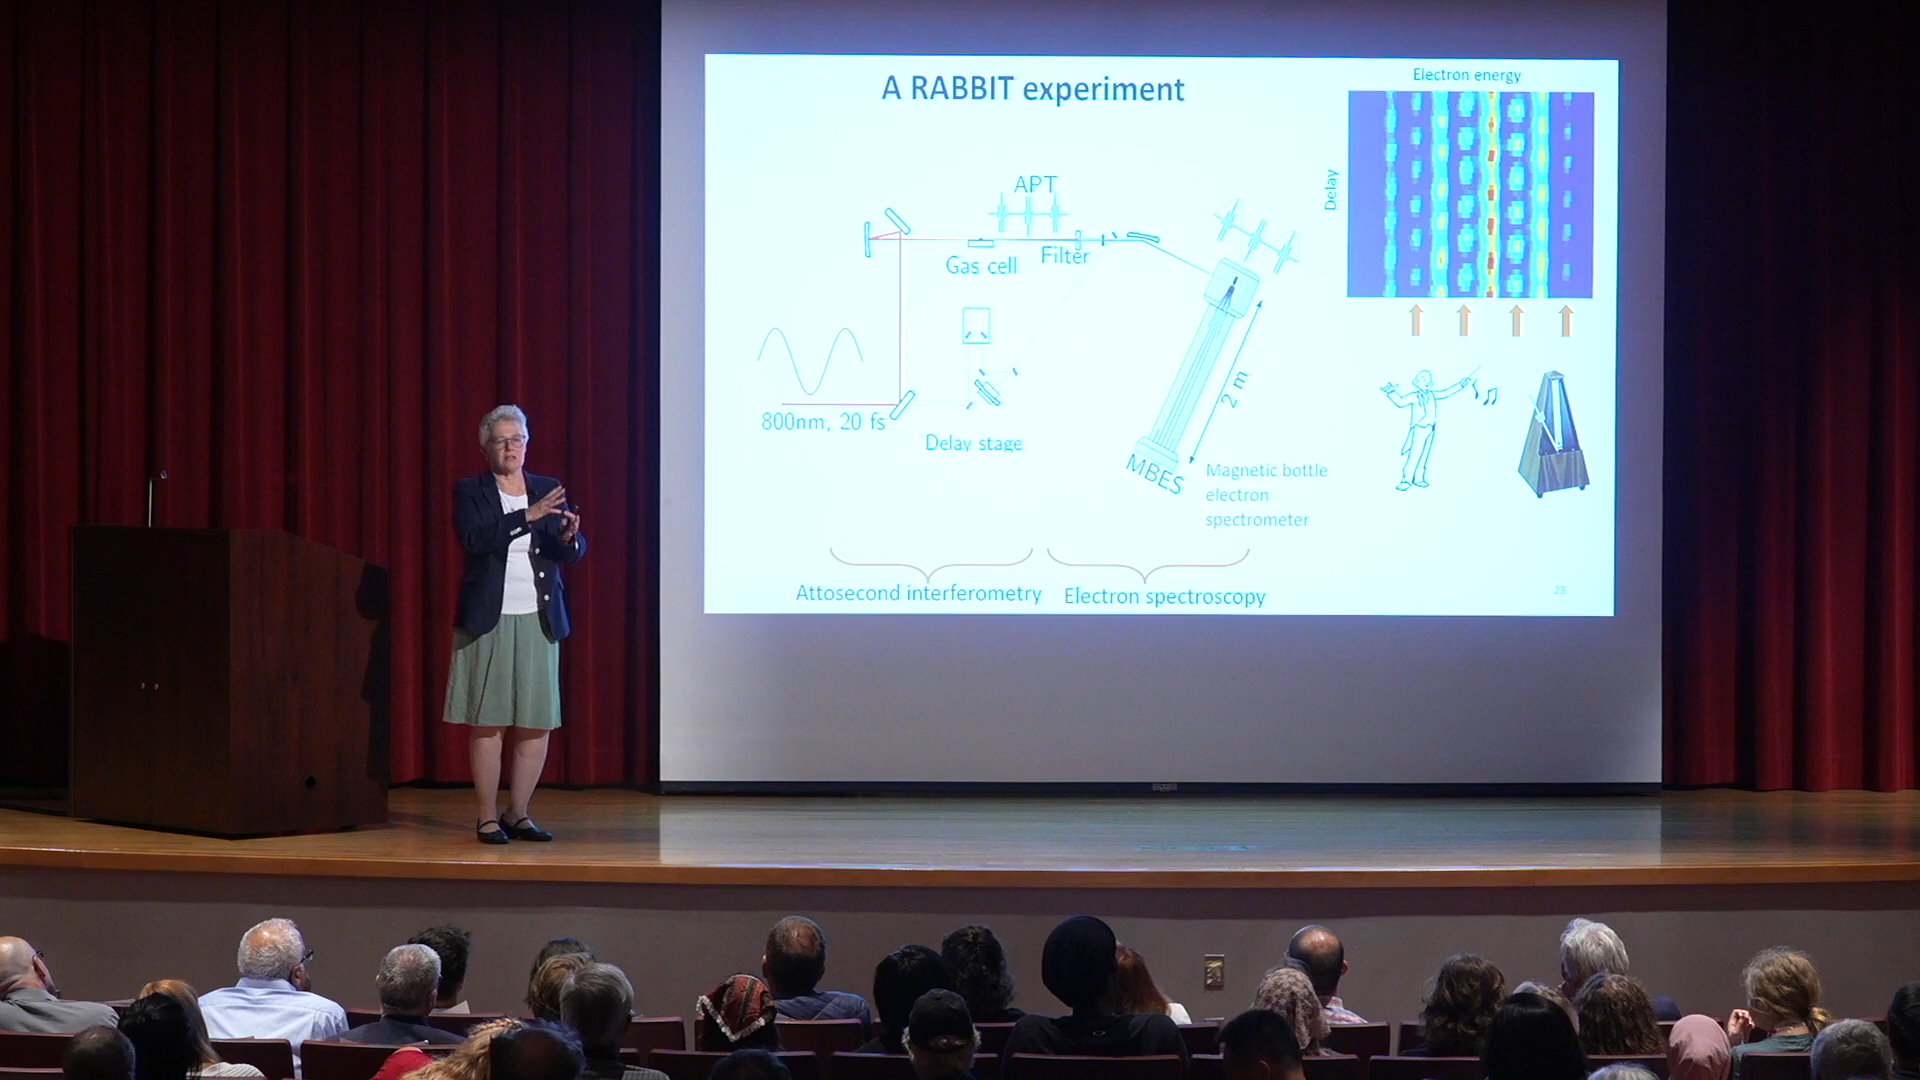 A RABBIT experiment
Electron energy
Delay
APT
Gas cell
Filter
800nm, 20 fs
Delay stage
2 m
MBES
Magnetic bottle
electron
spectrometer
Attosecond interferometry
Electron spectroscopy
23